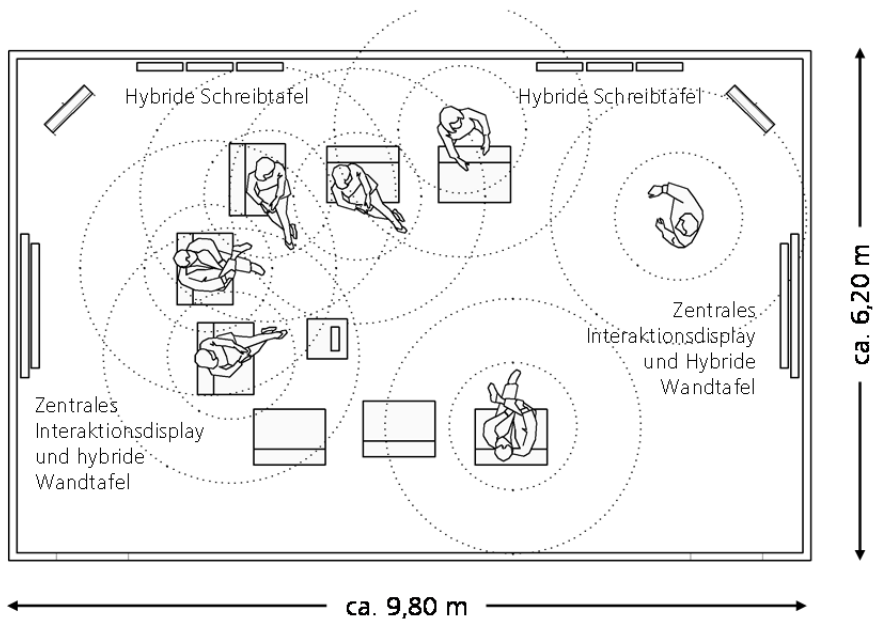 Hybride Schreibtafel
Hybride Schreibtafel
Zentrales
Interaktionsdisplay
und Hybride
Wandtafel
Zentrales
Interaktionsdisplay
und hybride
Wandtafel
ca. 6,20 m
ca. 9,80 m